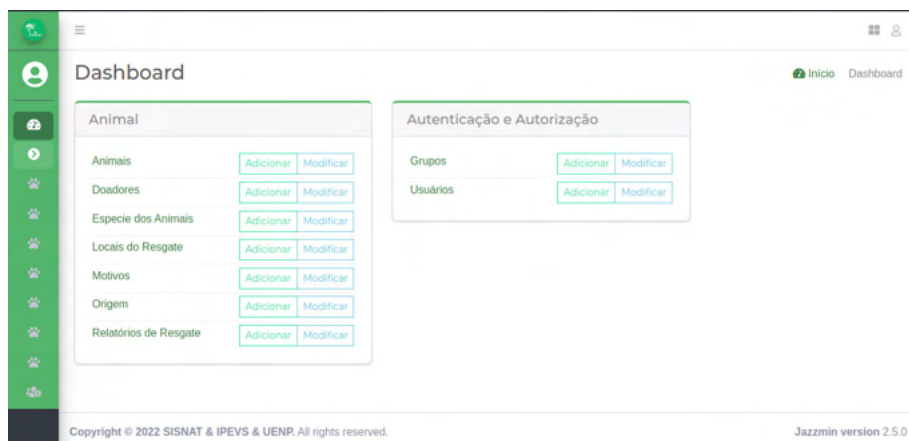 Dashboard
Início Dashboard
Animal
Animais Adicionar Modificar
Doadores Adicionar Modificar
Especie dos Animais Adicionar Modificar
Locais do Resgate Adicionar Modificar
Motivos Adicionar Modificar
Origem Adicionar Modificar
Relatórios de Resgate Adicionar Modificar
Autenticação e Autorização
Grupos Adicionar Modificar
Usuários Adicionar Modificar
Copyright © 2022 SISNAT & IPEVS & UENP. All rights reserved.
Jazzmin version 2.5.0